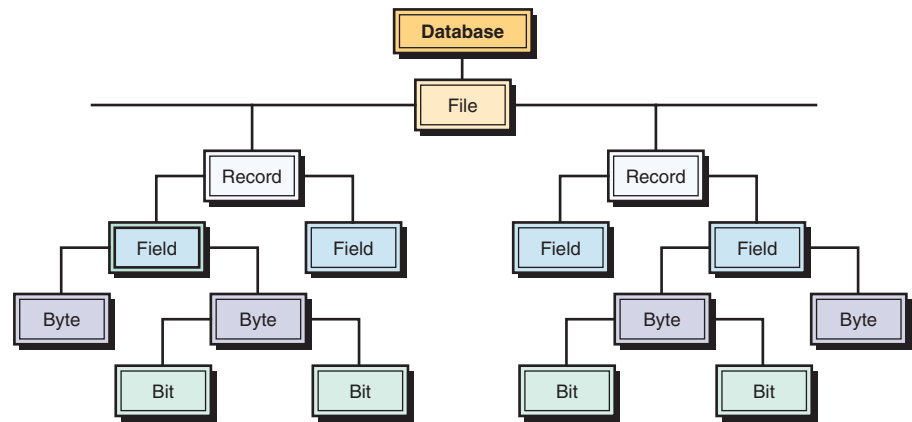 Database
File
Record
Record
Field
Field
Field
Field
Byte
Byte
Byte
Byte
Bit
Bit
Bit
Bit